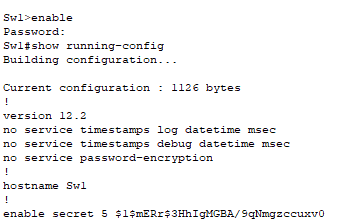 Sw1>enable
Password:
Sw1#show running-config
Building configuration...
Current configuration : 1126 bytes
!
version 12.2
no service timestamps log datetime msec
no service timestamps debug datetime msec
no service password-encryption
!
hostname Sw1
!
enable secret 5 $1$mERr$3HhIgMGBA/9qNmgzccuxv0